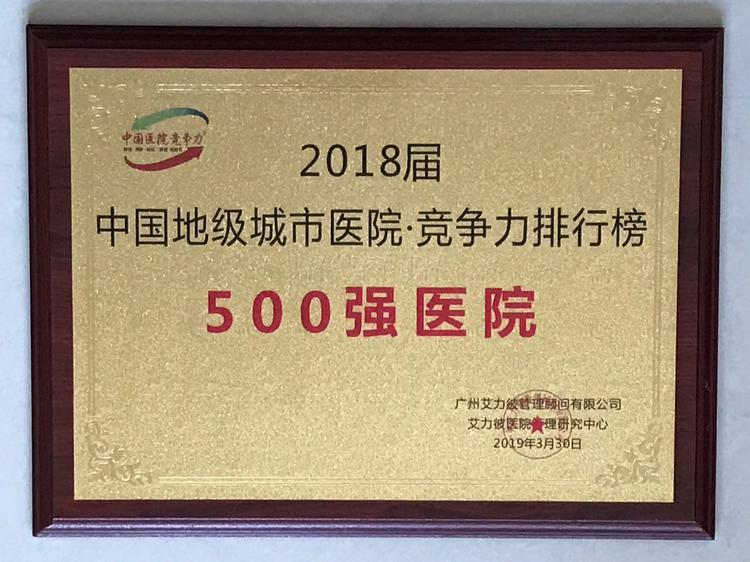 中国医院竞争力
2018届
中国地级城市医院·竞争力排行榜
500强医院
广州艾力彼管理顾问有限公司
艾力彼医院管理研究中心
2019年3月30日